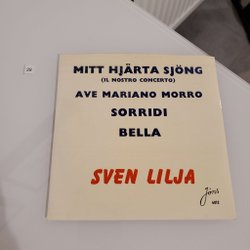 MITT HJÄRTA SJÖNG
(IL NOSTRO CONCERTO)
AVE MARIANO MORRO
SORRIDI
BELLA
SVEN LILJA